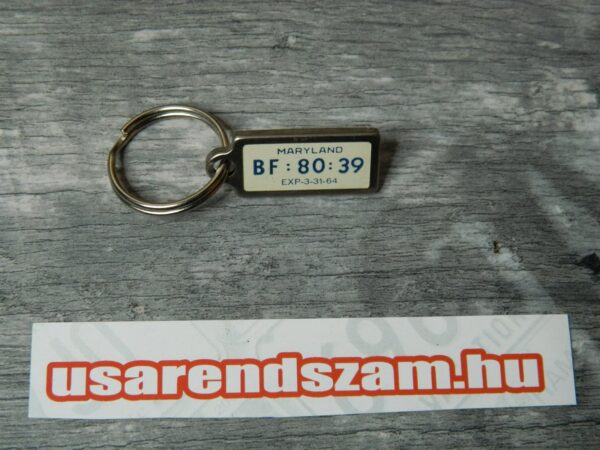 MARYLAND
BF:80:39
EXP-3-31-64
usarendszam.hu